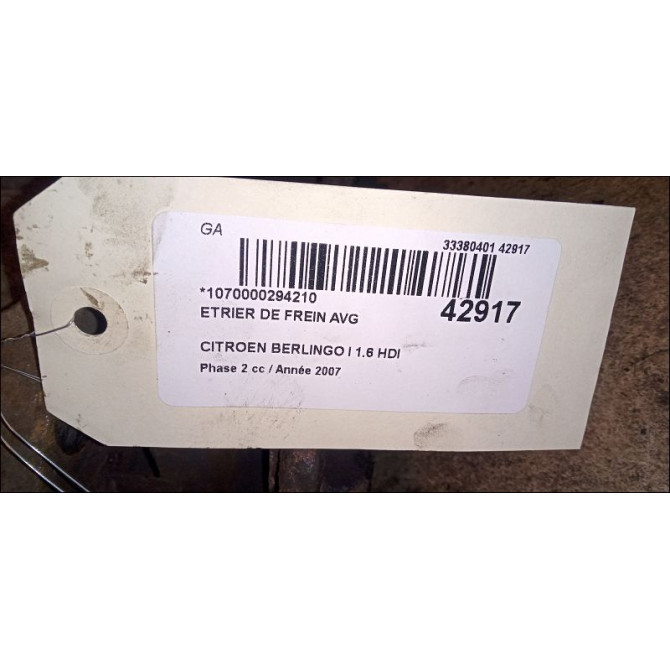 GA
33380401 42917
*1070000294210
42917
ETRIER DE FREIN AVG
CITROEN BERLINGO I 1.6 HDI
Phase 2 cc / Année 2007